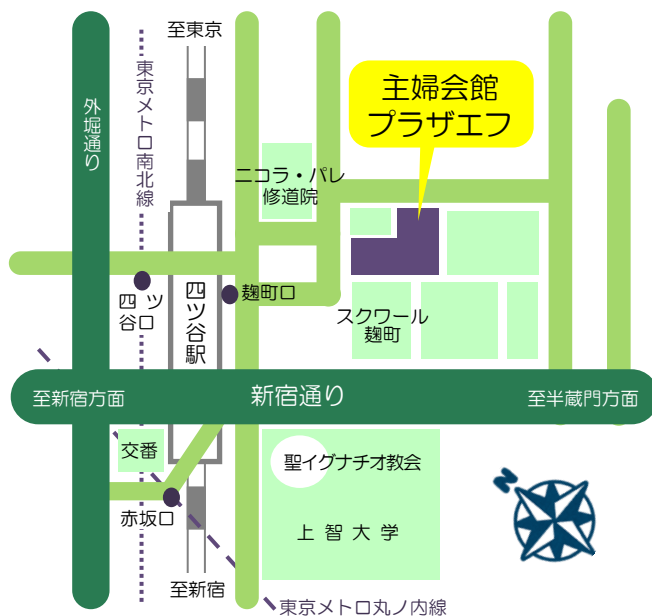 至東京
主婦会館
プラザエフ
外堀通り
東京メトロ南北線
ニコラ・バレ
修道院
四ツ
谷口
四ツ谷駅
麹町口
スクワール
麹町
至新宿方面
新宿通り
至半蔵門方面
交番
聖イグナチオ教会
赤坂口
上智大学
N
至新宿
東京メトロ丸ノ内線